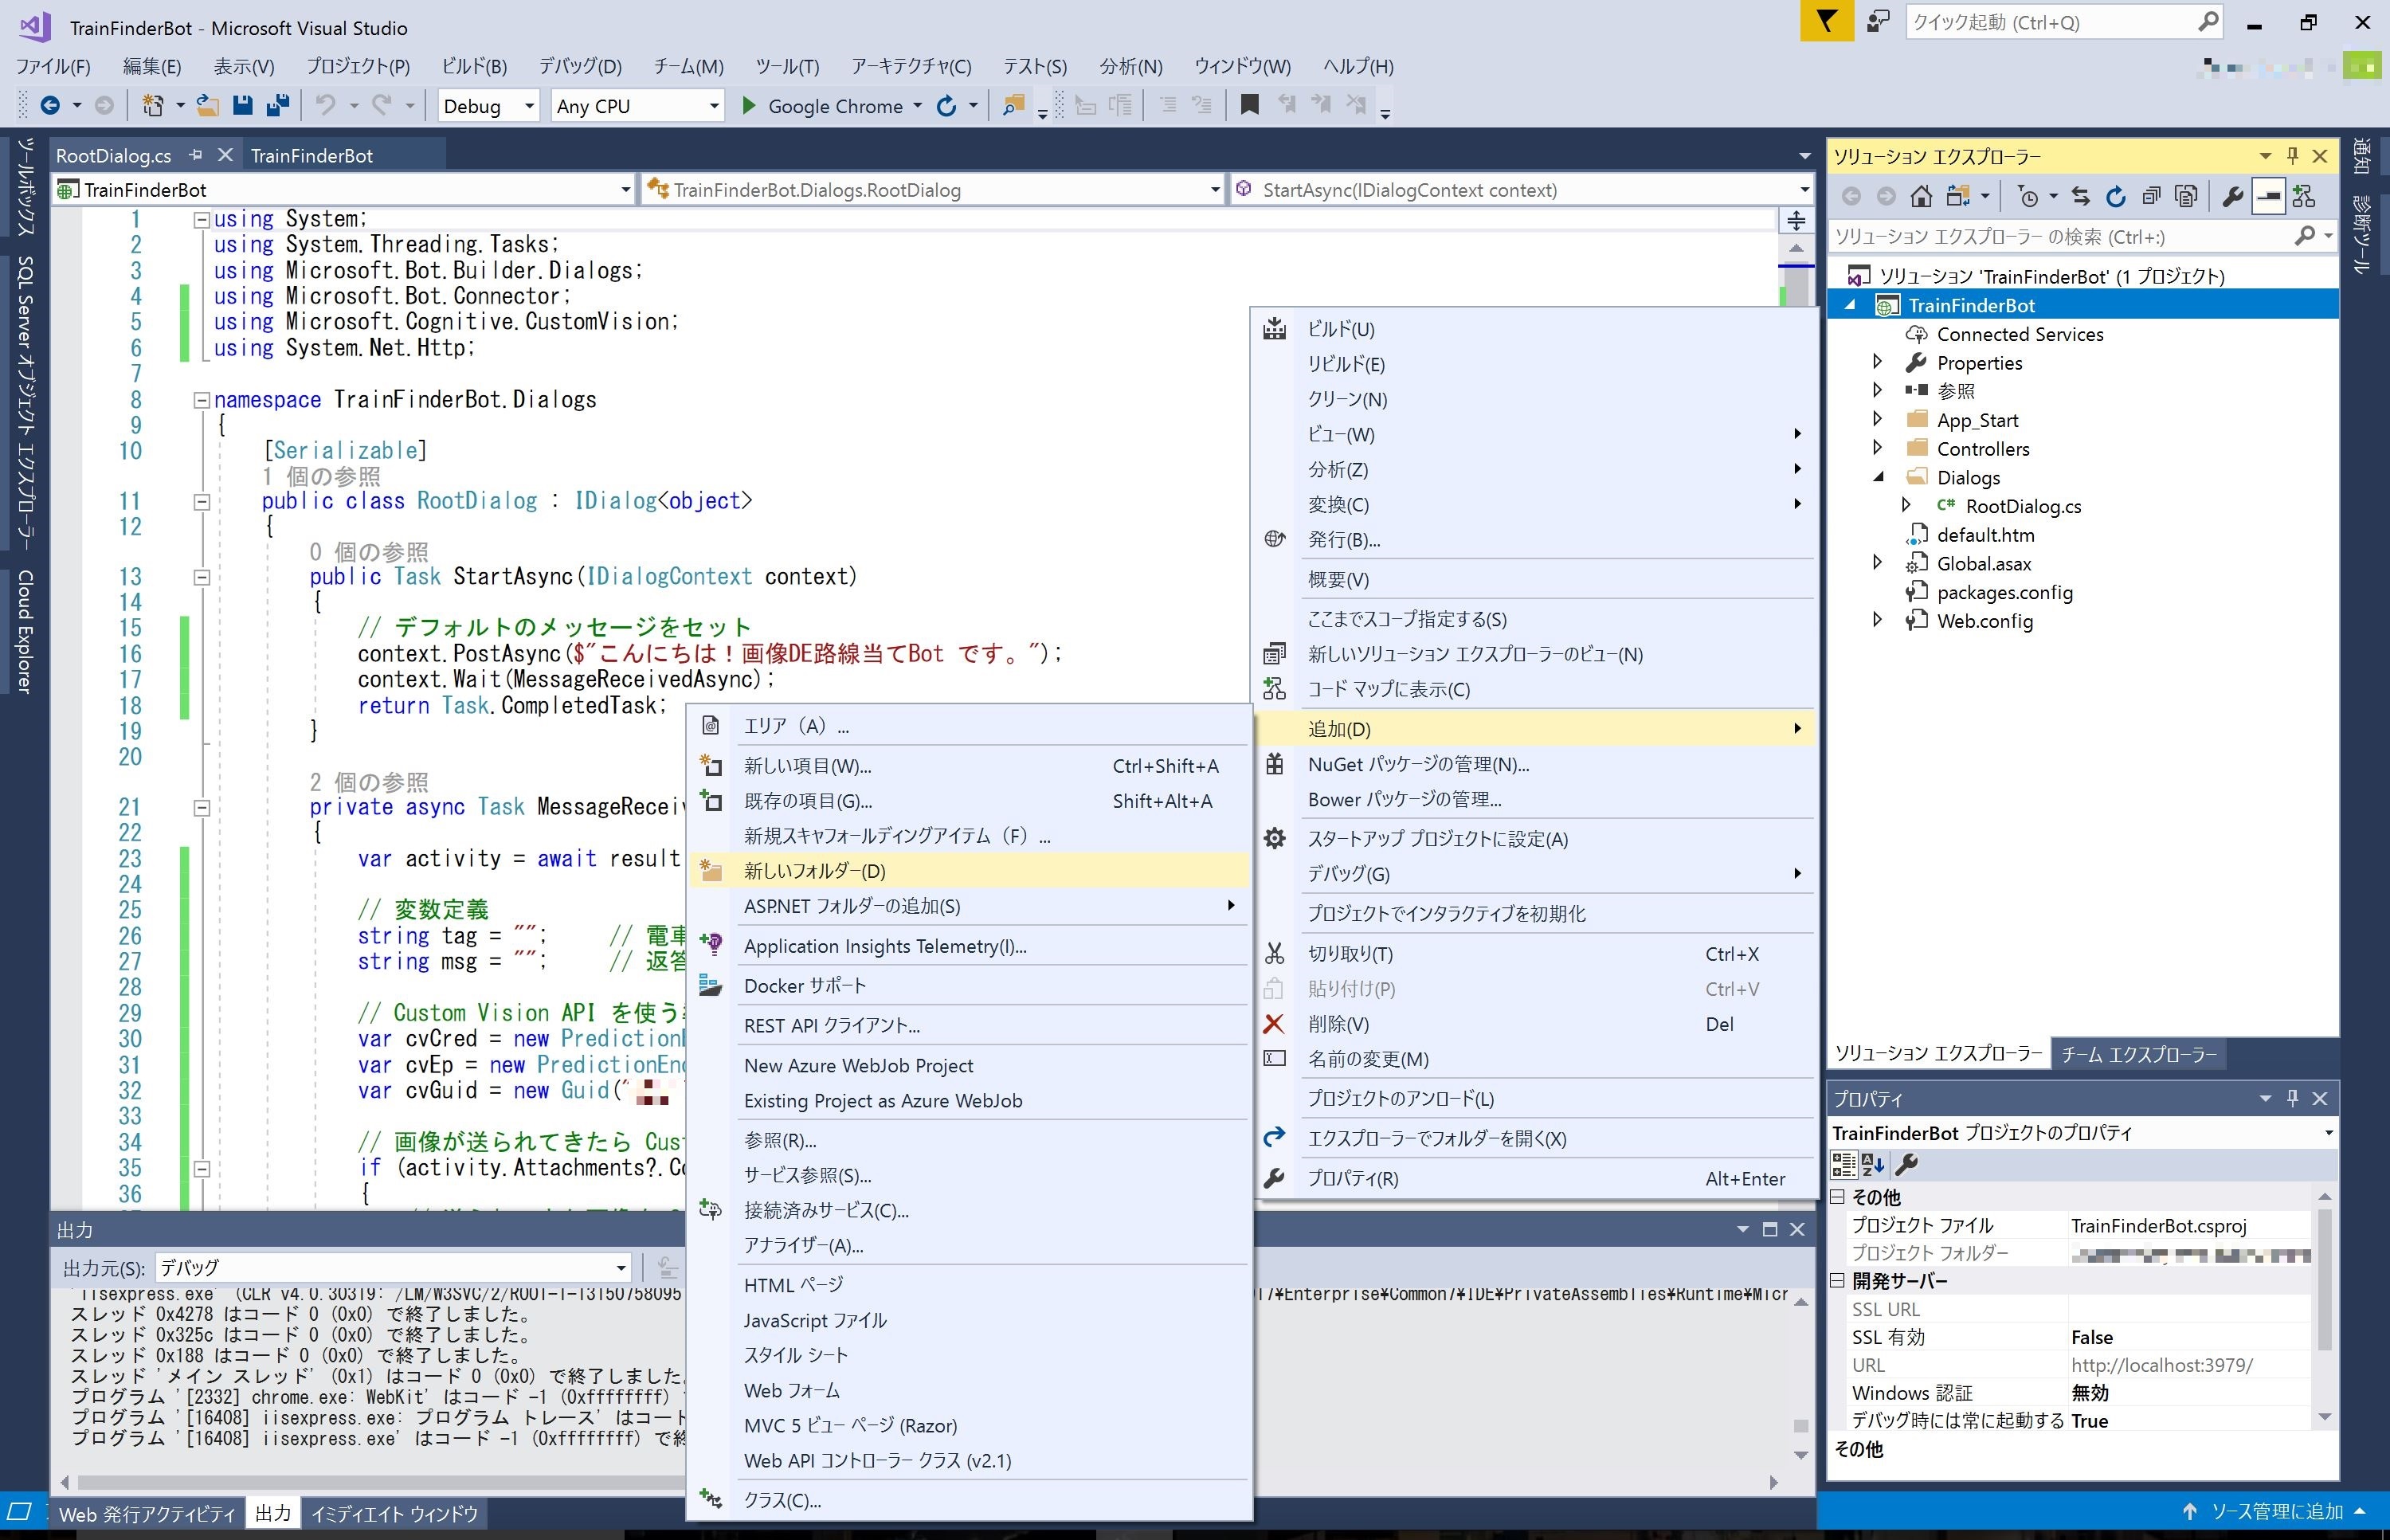 TrainFinderBot - Microsoft Visual Studio
クイック起動 (Ctrl+Q)
ファイル(F) 編集(E) 表示(V) プロジェクト(P) ビルド(B) デバッグ(D) チーム(M) ツール(T) アーキテクチャ(C) テスト(S) 分析(N) ウィンドウ(W) ヘルプ(H)
Debug Any CPU Google Chrome
ツールボックス
SQL Server オブジェクト エクスプローラー
Cloud Explorer
RootDialog.cs TrainFinderBot
TrainFinderBot TrainFinderBot.Dialogs.RootDialog StartAsync(IDialogContext context)
1 using System;
2 using System.Threading.Tasks;
3 using Microsoft.Bot.Builder.Dialogs;
4 using Microsoft.Bot.Connector;
5 using Microsoft.Cognitive.CustomVision;
6 using System.Net.Http;
7
8 namespace TrainFinderBot.Dialogs
9 {
10 [Serializable]
1 個の参照
11 public class RootDialog : IDialog<object>
12 {
0 個の参照
13 public Task StartAsync(IDialogContext context)
14 {
15 // デフォルトのメッセージをセット
16 context.PostAsync($"こんにちは！画像DE路線当てBot です。");
17 context.Wait(MessageReceivedAsync);
18 return Task.CompletedTask;
19 }
20
2 個の参照
21 private async Task MessageRecei
22 {
23 var activity = await result
24
25 // 変数定義
26 string tag = ""; // 電車
27 string msg = ""; // 返答
28
29 // Custom Vision API を使う
30 var cvCred = new Prediction
31 var cvEp = new PredictionEn
32 var cvGuid = new Guid("
33
34 // 画像が送られてきたら Cus
35 if (activity.Attachments?.C
36 {
エリア（A）...
新しい項目(W)... Ctrl+Shift+A
既存の項目(G)... Shift+Alt+A
新規スキャフォールディングアイテム（F）...
新しいフォルダー(D)
ASP.NET フォルダーの追加(S)
Application Insights Telemetry(I)...
Docker サポート
REST API クライアント...
New Azure WebJob Project
Existing Project as Azure WebJob
参照(R)...
サービス参照(S)...
接続済みサービス(C)...
アナライザー(A)...
HTML ページ
JavaScript ファイル
スタイル シート
Web フォーム
MVC 5 ビュー ページ (Razor)
Web API コントローラー クラス (v2.1)
クラス(C)...
ビルド(U)
リビルド(E)
クリーン(N)
ビュー(W)
分析(Z)
変換(C)
発行(B)...
概要(V)
ここまでスコープ指定する(S)
新しいソリューション エクスプローラーのビュー(N)
コード マップに表示(C)
追加(D)
NuGet パッケージの管理(N)...
Bower パッケージの管理...
スタートアップ プロジェクトに設定(A)
デバッグ(G)
プロジェクトでインタラクティブを初期化
切り取り(T) Ctrl+X
貼り付け(P) Ctrl+V
削除(V) Del
名前の変更(M)
プロジェクトのアンロード(L)
エクスプローラーでフォルダーを開く(X)
プロパティ(R) Alt+Enter
出力
出力元(S): デバッグ
'iisexpress.exe' (CLR v4.0.30319: /LM/W3SVC/2/ROOT-1-13150758095 17¥Enterprise¥Common7¥IDE¥PrivateAssemblies¥Runtime¥Micr
スレッド 0x4278 はコード 0 (0x0) で終了しました。
スレッド 0x325c はコード 0 (0x0) で終了しました。
スレッド 0x188 はコード 0 (0x0) で終了しました。
スレッド 'メイン スレッド' (0x1) はコード 0 (0x0) で終了しました。
プログラム '[2332] chrome.exe: WebKit' はコード -1 (0xffffffff)
プログラム '[16408] iisexpress.exe: プログラム トレース' はコー
プログラム '[16408] iisexpress.exe' はコード -1 (0xffffffff) で終
Web 発行アクティビティ 出力 イミディエイト ウィンドウ
ソリューション エクスプローラー
ソリューション エクスプローラー の検索 (Ctrl+:)
ソリューション 'TrainFinderBot' (1 プロジェクト)
TrainFinderBot
Connected Services
Properties
参照
App_Start
Controllers
Dialogs
C# RootDialog.cs
default.htm
Global.asax
packages.config
Web.config
ソリューション エクスプローラー チーム エクスプローラー
プロパティ
TrainFinderBot プロジェクトのプロパティ
その他
プロジェクト ファイル TrainFinderBot.csproj
プロジェクト フォルダー
開発サーバー
SSL URL
SSL 有効 False
URL http://localhost:3979/
Windows 認証 無効
デバッグ時には常に起動する True
その他
通知
診断ツール
ソース管理に追加